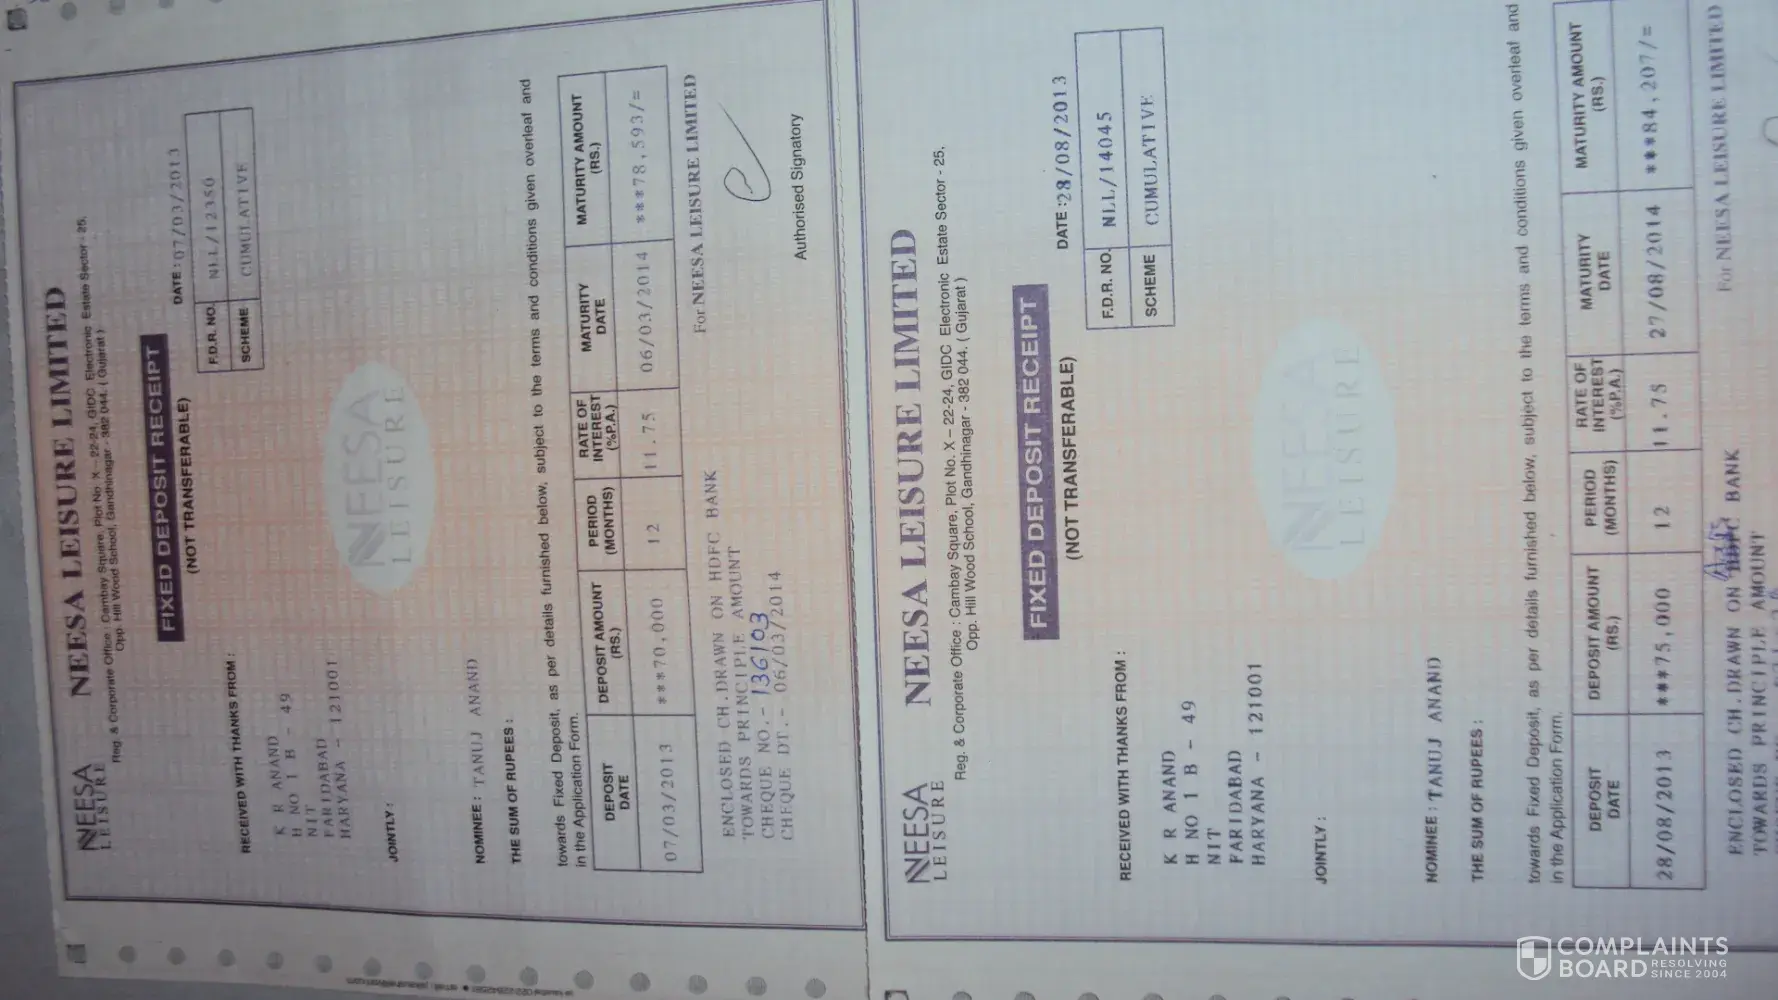 NEESA
LEISURE
NEESA LEISURE LIMITED
Reg. & Corporate Office : Cambay Square, Plot No. X – 22-24, GIDC Electronic Estate Sector - 25,
Opp. Hill Wood School, Gandhinagar - 382 044. ( Gujarat )
FIXED DEPOSIT RECEIPT
(NOT TRANSFERABLE)
DATE : 07/03/2013
F.D.R. NO. NLL/12350
SCHEME CUMULATIVE
RECEIVED WITH THANKS FROM :
K R ANAND
H NO 1 B - 49
NIT
FARIDABAD
HARYANA - 121001
NEESA
LEISURE
JOINTLY :
NOMINEE : TANUJ ANAND
THE SUM OF RUPEES :
towards Fixed Deposit, as per details furnished below, subject to the terms and conditions given overleaf and
in the Application Form.
DEPOSIT DATE DEPOSIT AMOUNT (RS.) PERIOD (MONTHS) RATE OF INTEREST (%P.A.) MATURITY DATE MATURITY AMOUNT (RS.)
07/03/2013 ***70,000 12 11.75 06/03/2014 ***78,593/=
ENCLOSED CH.DRAWN ON HDFC BANK
TOWARDS PRINCIPLE AMOUNT
CHEQUE NO.- 136103
CHEQUE DT.- 06/03/2014
For NEESA LEISURE LIMITED
Authorised Signatory
NEESA
LEISURE
NEESA LEISURE LIMITED
Reg. & Corporate Office : Cambay Square, Plot No. X – 22-24, GIDC Electronic Estate Sector - 25,
Opp. Hill Wood School, Gandhinagar - 382 044. ( Gujarat )
FIXED DEPOSIT RECEIPT
(NOT TRANSFERABLE)
DATE :28/08/2013
F.D.R. NO. NLL/14045
SCHEME CUMULATIVE
RECEIVED WITH THANKS FROM :
K R ANAND
H NO 1 B - 49
NIT
FARIDABAD
HARYANA - 121001
NEESA
LEISURE
JOINTLY :
NOMINEE : TANUJ ANAND
THE SUM OF RUPEES :
towards Fixed Deposit, as per details furnished below, subject to the terms and conditions given overleaf and
in the Application Form.
DEPOSIT DATE DEPOSIT AMOUNT (RS.) PERIOD (MONTHS) RATE OF INTEREST (%P.A.) MATURITY DATE MATURITY AMOUNT (RS.)
28/08/2013 ***75,000 12 11.75 27/08/2014 ***84,207/=
ENCLOSED CH.DRAWN ON BANK
TOWARDS PRINCIPLE AMOUNT
For NEESA LEISURE LIMITED
COMPLAINTS
BOARD RESOLVING
SINCE 2004